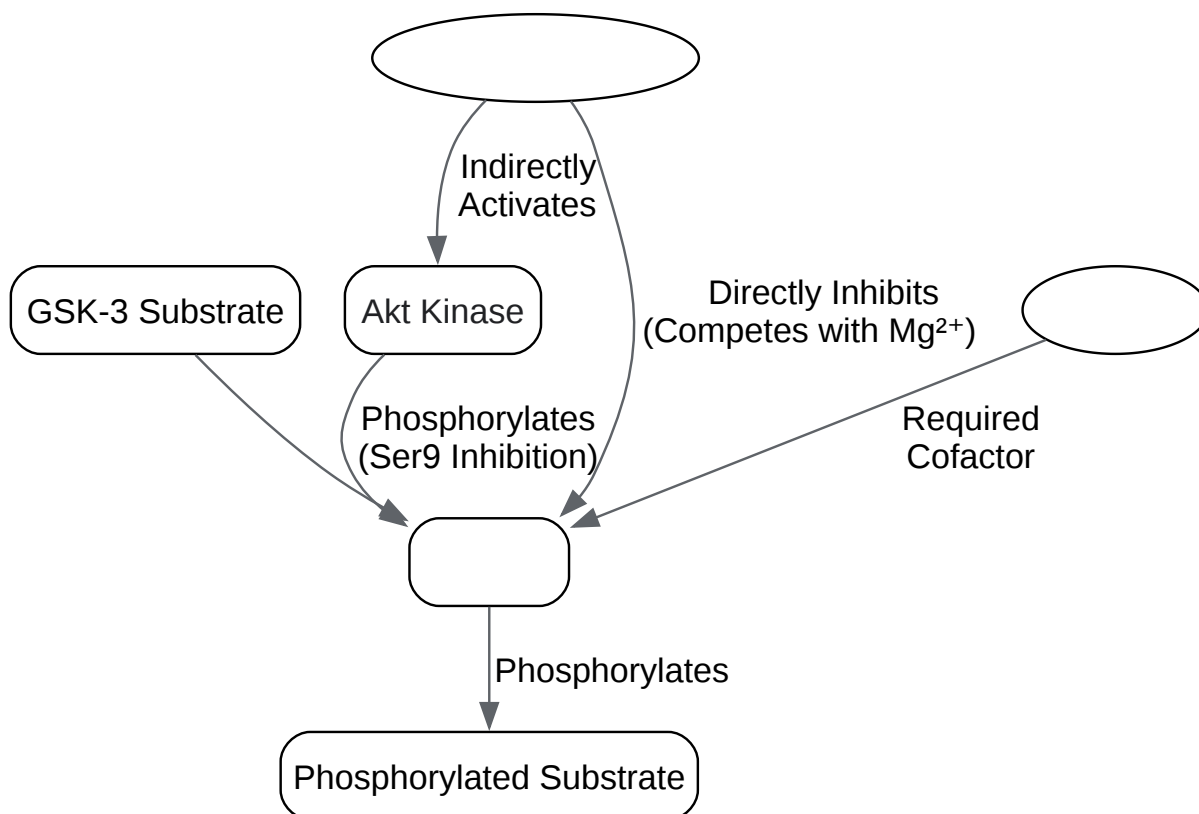 Indirectly
Activates
GSK-3 Substrate
Akt Kinase
Directly Inhibits
(Competes with Mg²⁺)
Phosphorylates
(Ser9 Inhibition)
Required
Cofactor
Phosphorylates
Phosphorylated Substrate